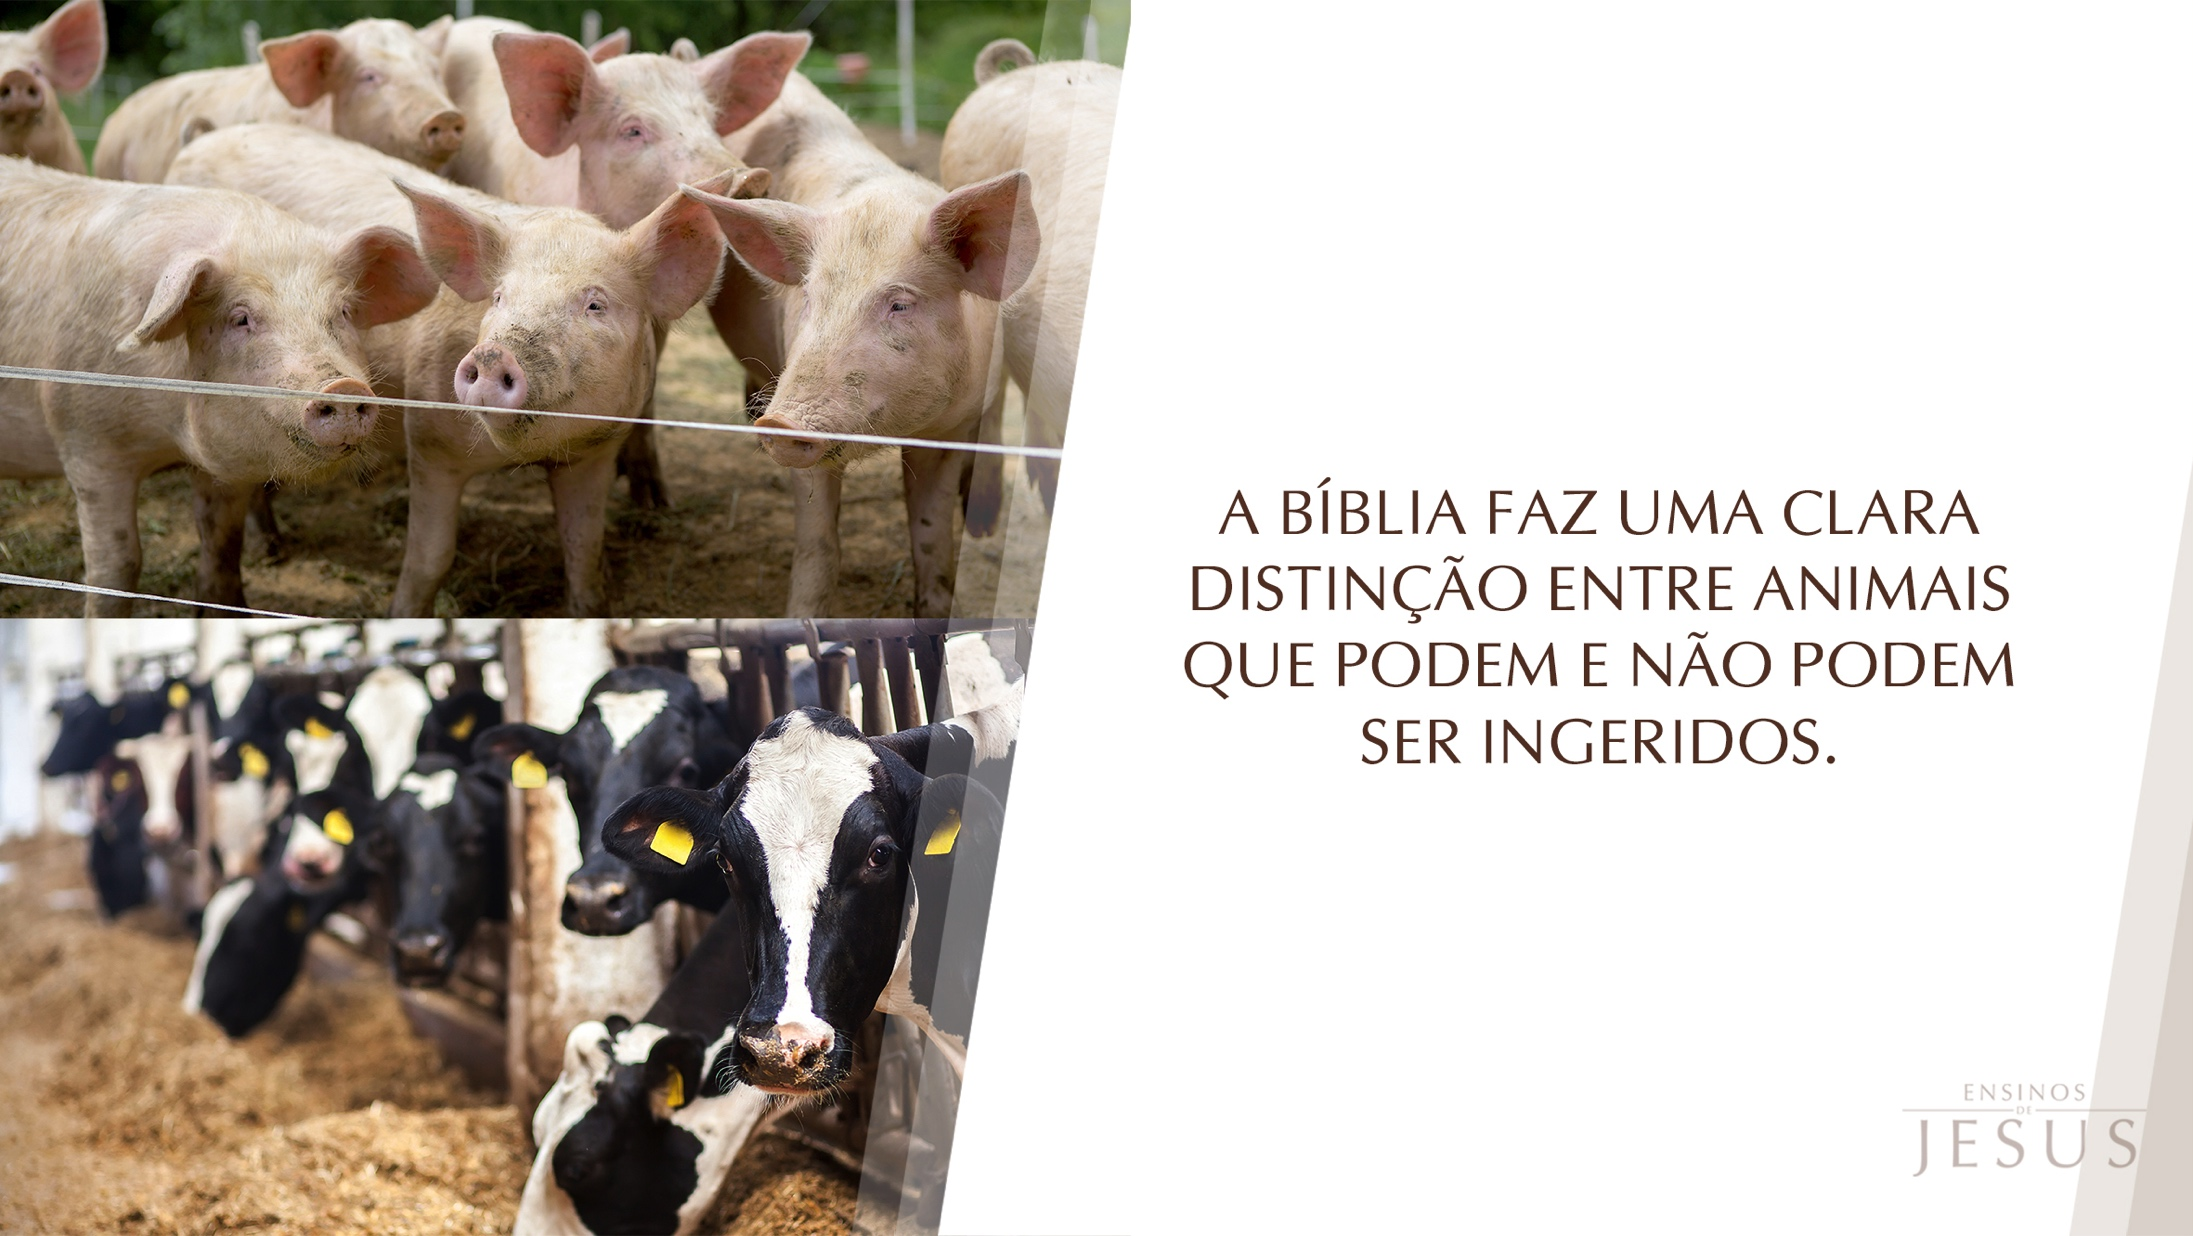 A BÍBLIA FAZ UMA CLARA
DISTINÇÃO ENTRE ANIMAIS
QUE PODEM E NÃO PODEM
SER INGERIDOS.
ENSINOS
DE
JESUS